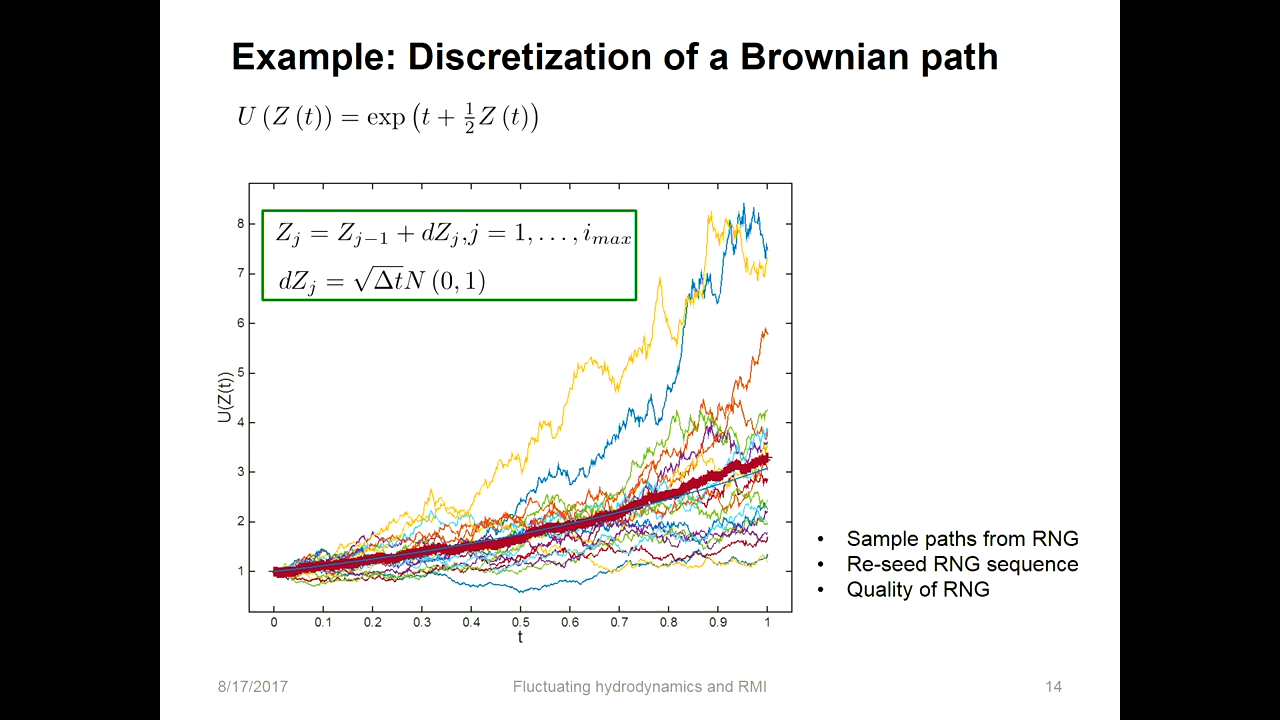 Example: Discretization of a Brownian path
U (Z (t)) = exp (t + 1/2 Z (t))
Z_j = Z_{j−1} + dZ_j, j = 1, . . . , i_{max}
dZ_j = √Δt N (0, 1)
8
7
6
5
4
3
2
1
U(Z(t))
0 0.1 0.2 0.3 0.4 0.5 0.6 0.7 0.8 0.9 1
t
• Sample paths from RNG
• Re-seed RNG sequence
• Quality of RNG
8/17/2017 Fluctuating hydrodynamics and RMI 14